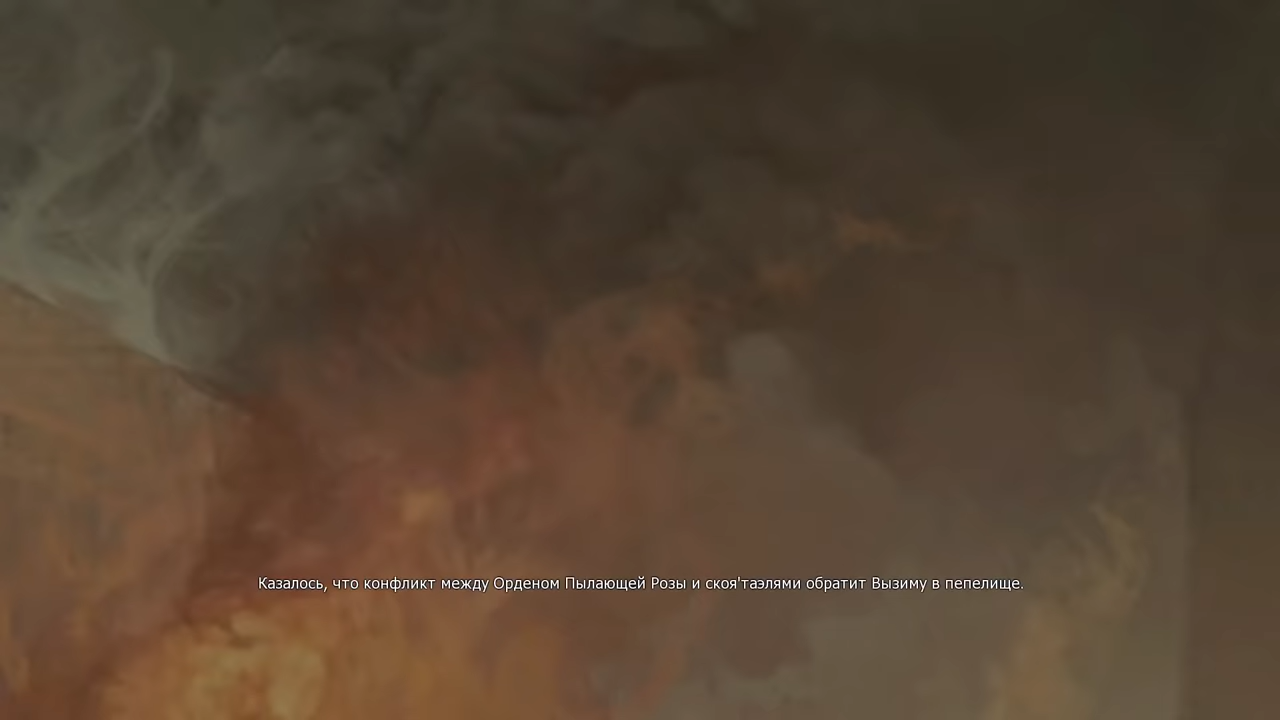 Казалось, что конфликт между Орденом Пылающей Розы и скоя'таэлями обратит Вызиму в пепелище.